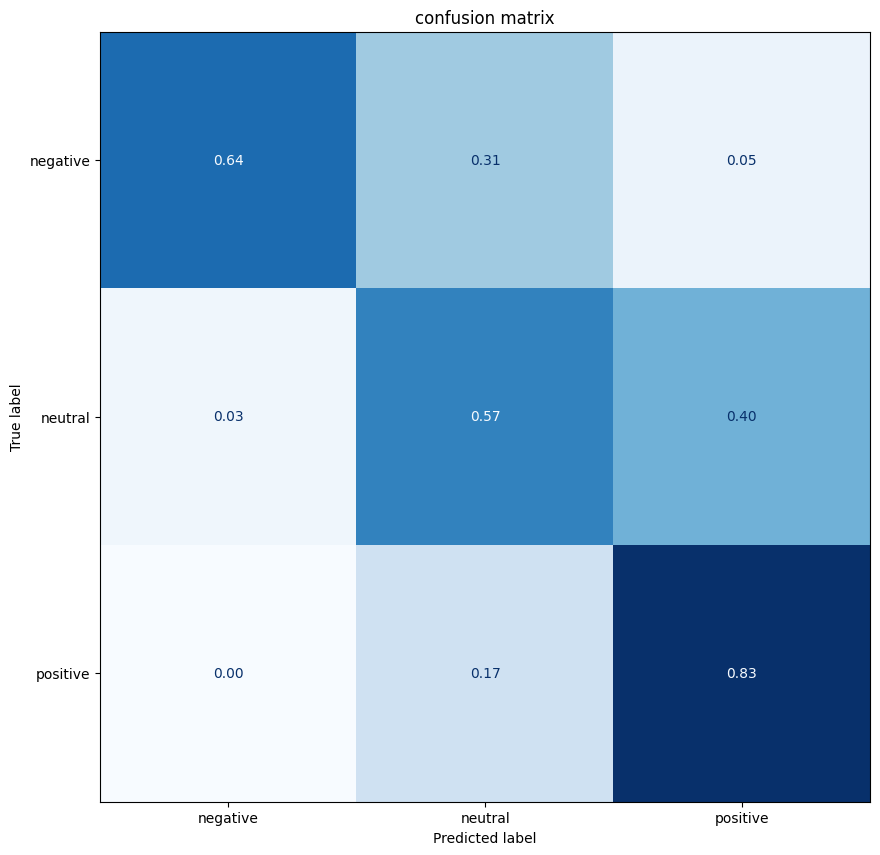 confusion matrix
negative
0.64
0.31
0.05
True label
neutral
0.03
0.57
0.40
positive
0.00
0.17
0.83
negative
neutral
positive
Predicted label